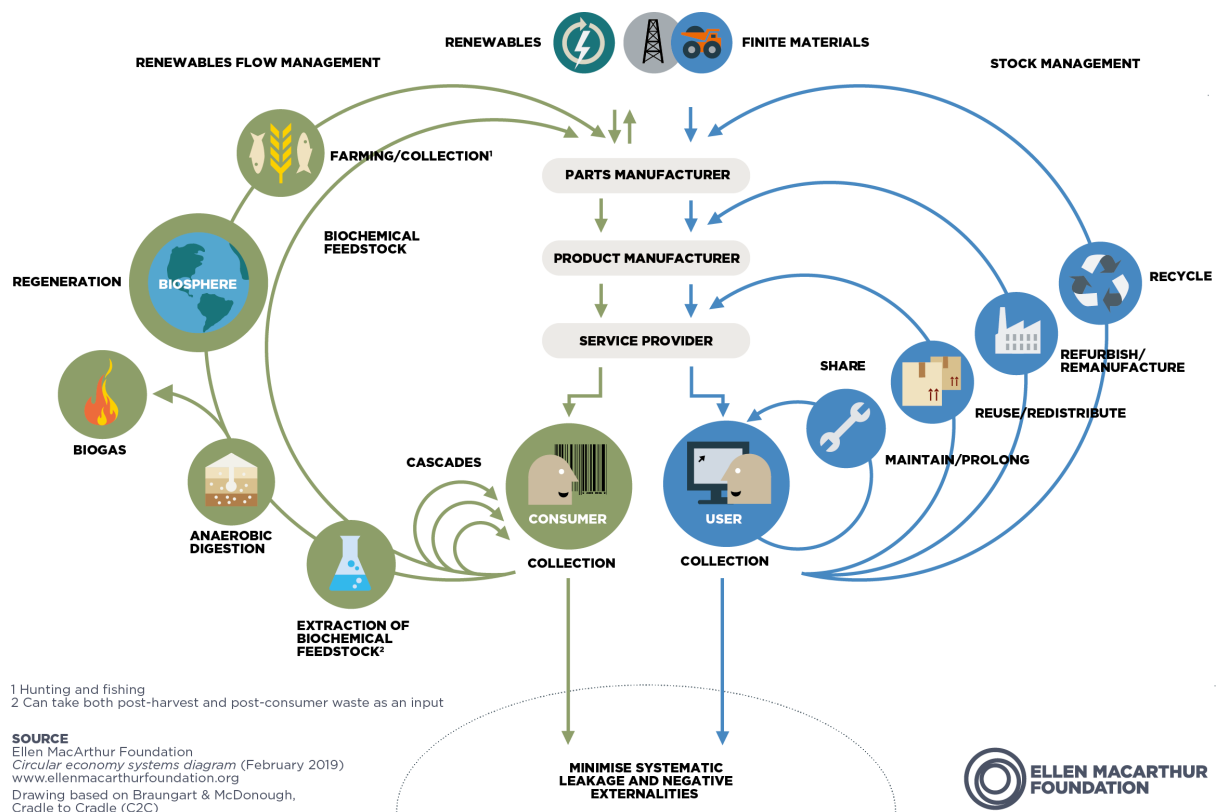 RENEWABLES
FINITE MATERIALS
RENEWABLES FLOW MANAGEMENT
STOCK MANAGEMENT
FARMING/COLLECTION¹
PARTS MANUFACTURER
BIOCHEMICAL
FEEDSTOCK
PRODUCT MANUFACTURER
REGENERATION
BIOSPHERE
RECYCLE
SERVICE PROVIDER
SHARE
REFURBISH/
REMANUFACTURE
REUSE/REDISTRIBUTE
BIOGAS
CASCADES
MAINTAIN/PROLONG
CONSUMER
USER
ANAEROBIC
DIGESTION
COLLECTION
COLLECTION
EXTRACTION OF
BIOCHEMICAL
FEEDSTOCK²
1 Hunting and fishing
2 Can take both post-harvest and post-consumer waste as an input
SOURCE
Ellen MacArthur Foundation
Circular economy systems diagram (February 2019)
www.ellenmacarthurfoundation.org
Drawing based on Braungart & McDonough,
Cradle to Cradle (C2C)
MINIMISE SYSTEMATIC
LEAKAGE AND NEGATIVE
EXTERNALITIES
ELLEN MACARTHUR
FOUNDATION